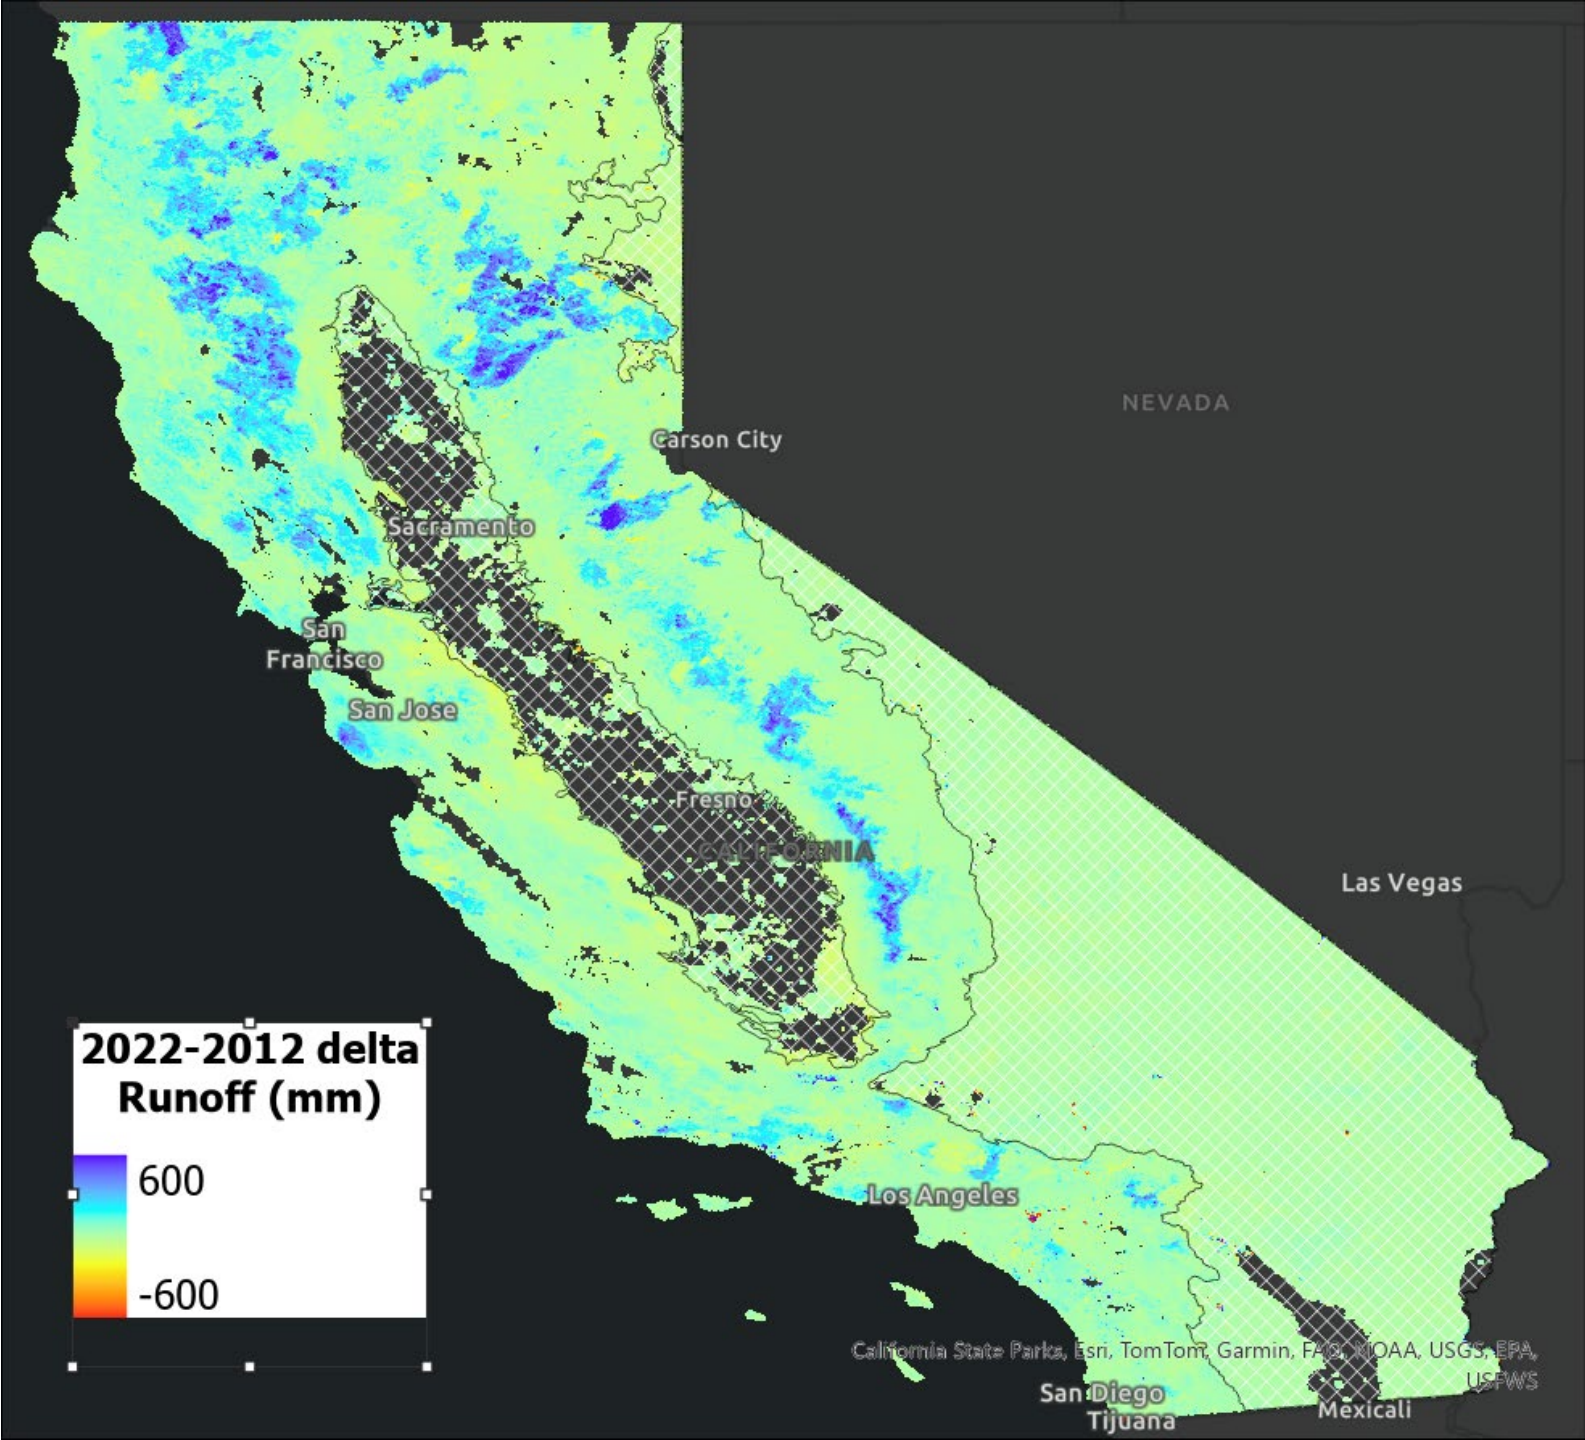 NEVADA
Carson City
Sacramento
San
Francisco
San Jose
Fresno
CALIFORNIA
Las Vegas
2022-2012 delta
Runoff (mm)
600
-600
Los Angeles
California State Parks, Esri, TomTom, Garmin, FAO, NOAA, USGS, EPA,
USFWS
San Diego
Tijuana
Mexicali